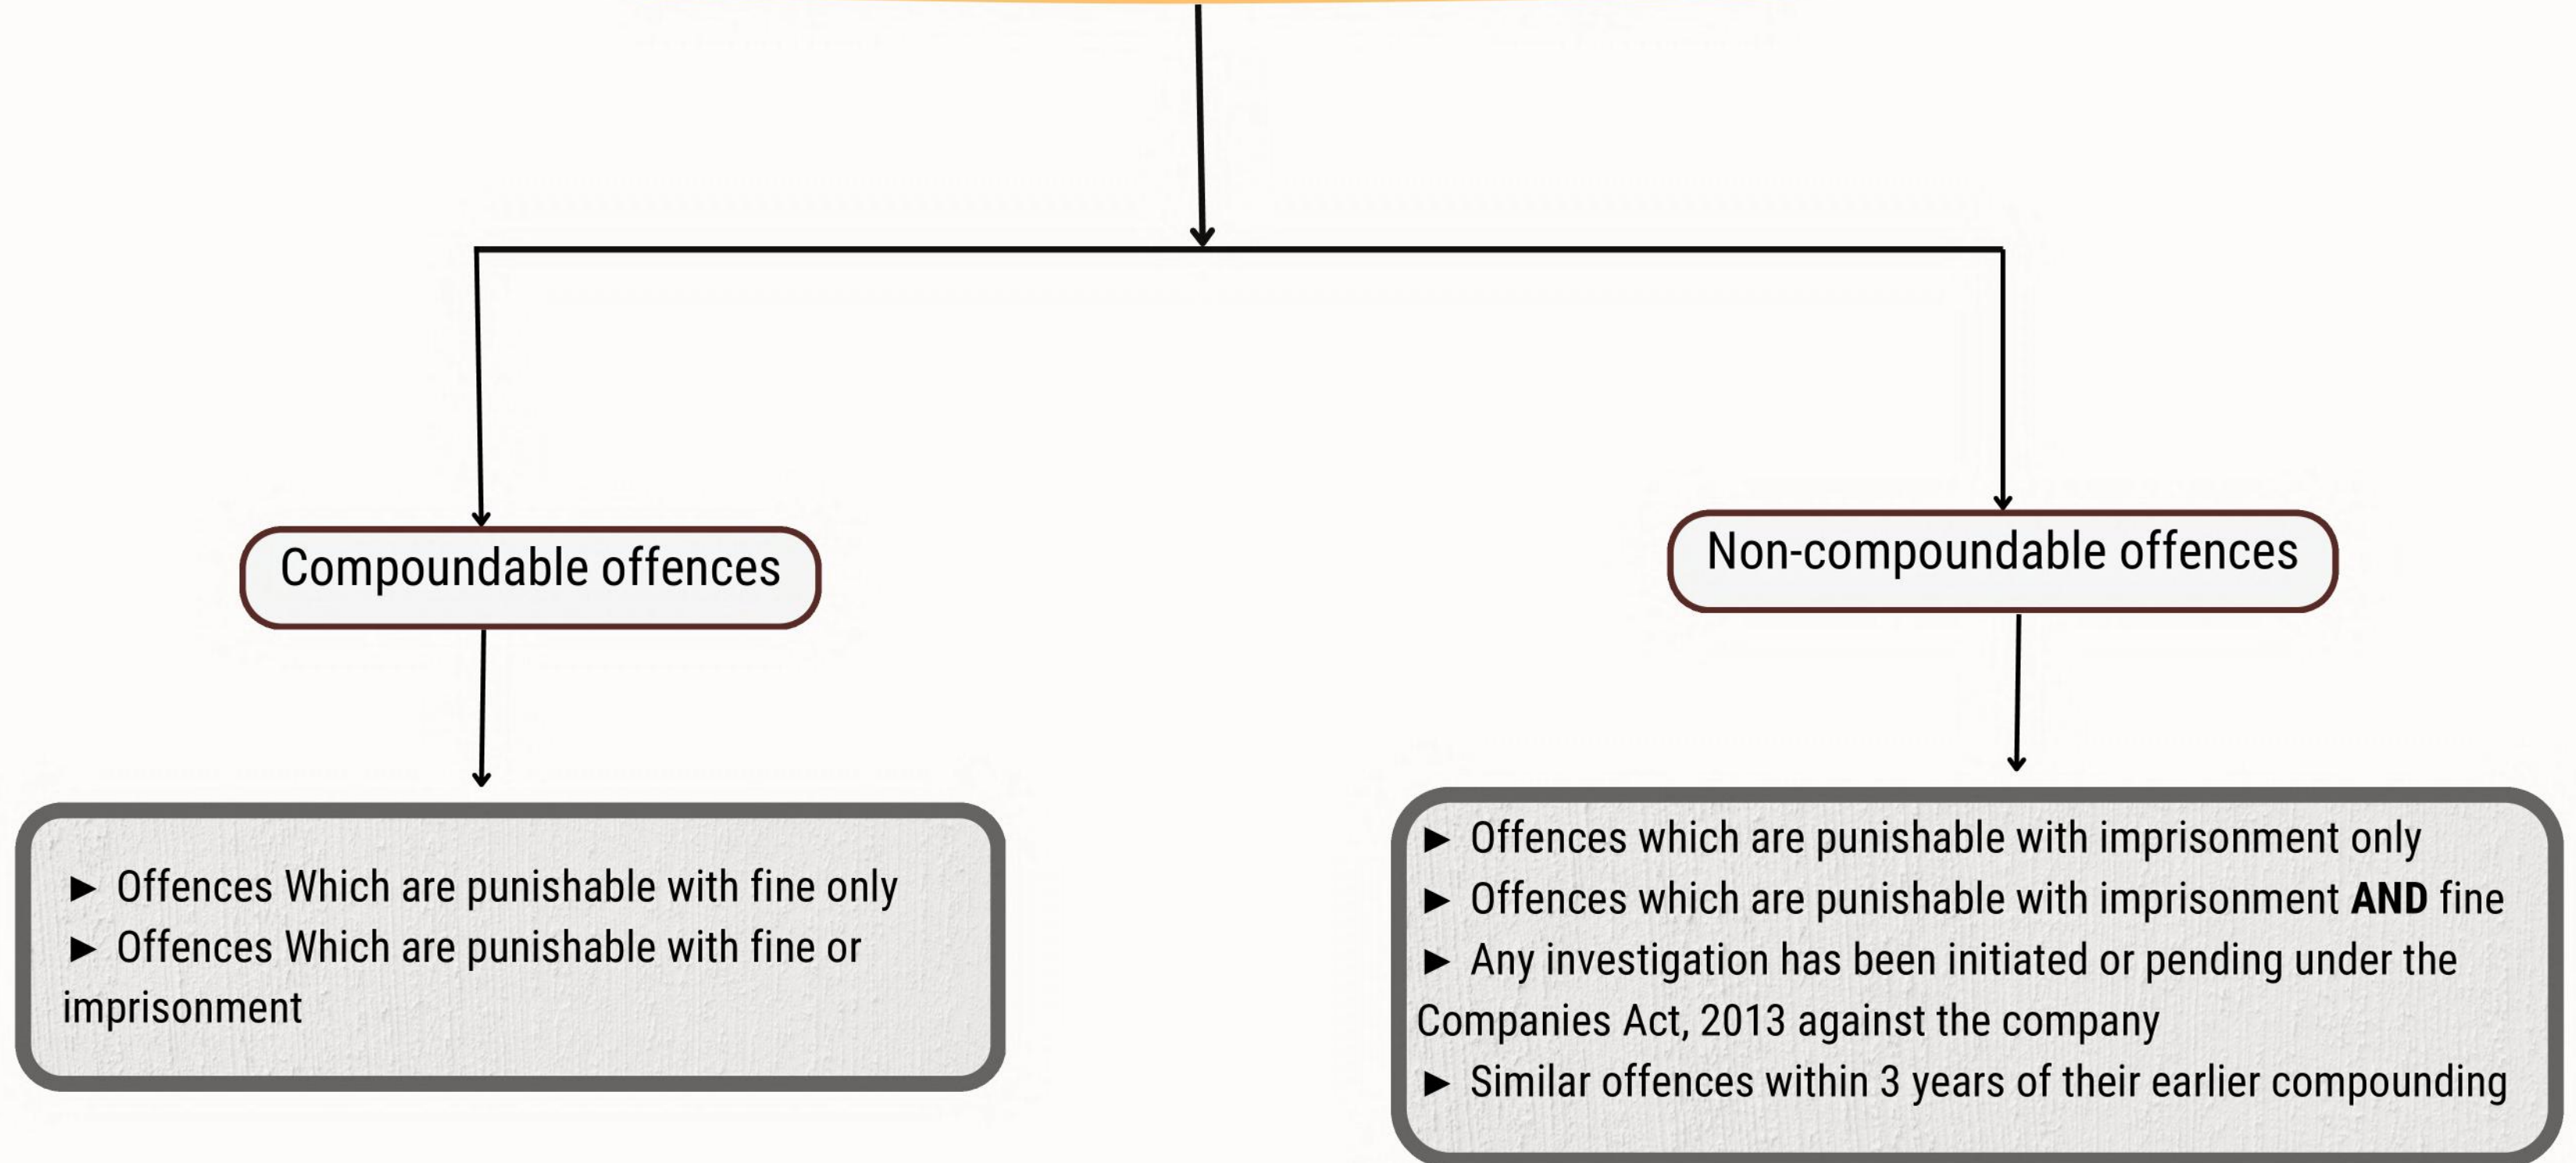 Compoundable offences
Non-compoundable offences
► Offences Which are punishable with fine only
► Offences Which are punishable with fine or
imprisonment
► Offences which are punishable with imprisonment only
► Offences which are punishable with imprisonment AND fine
► Any investigation has been initiated or pending under the
Companies Act, 2013 against the company
► Similar offences within 3 years of their earlier compounding